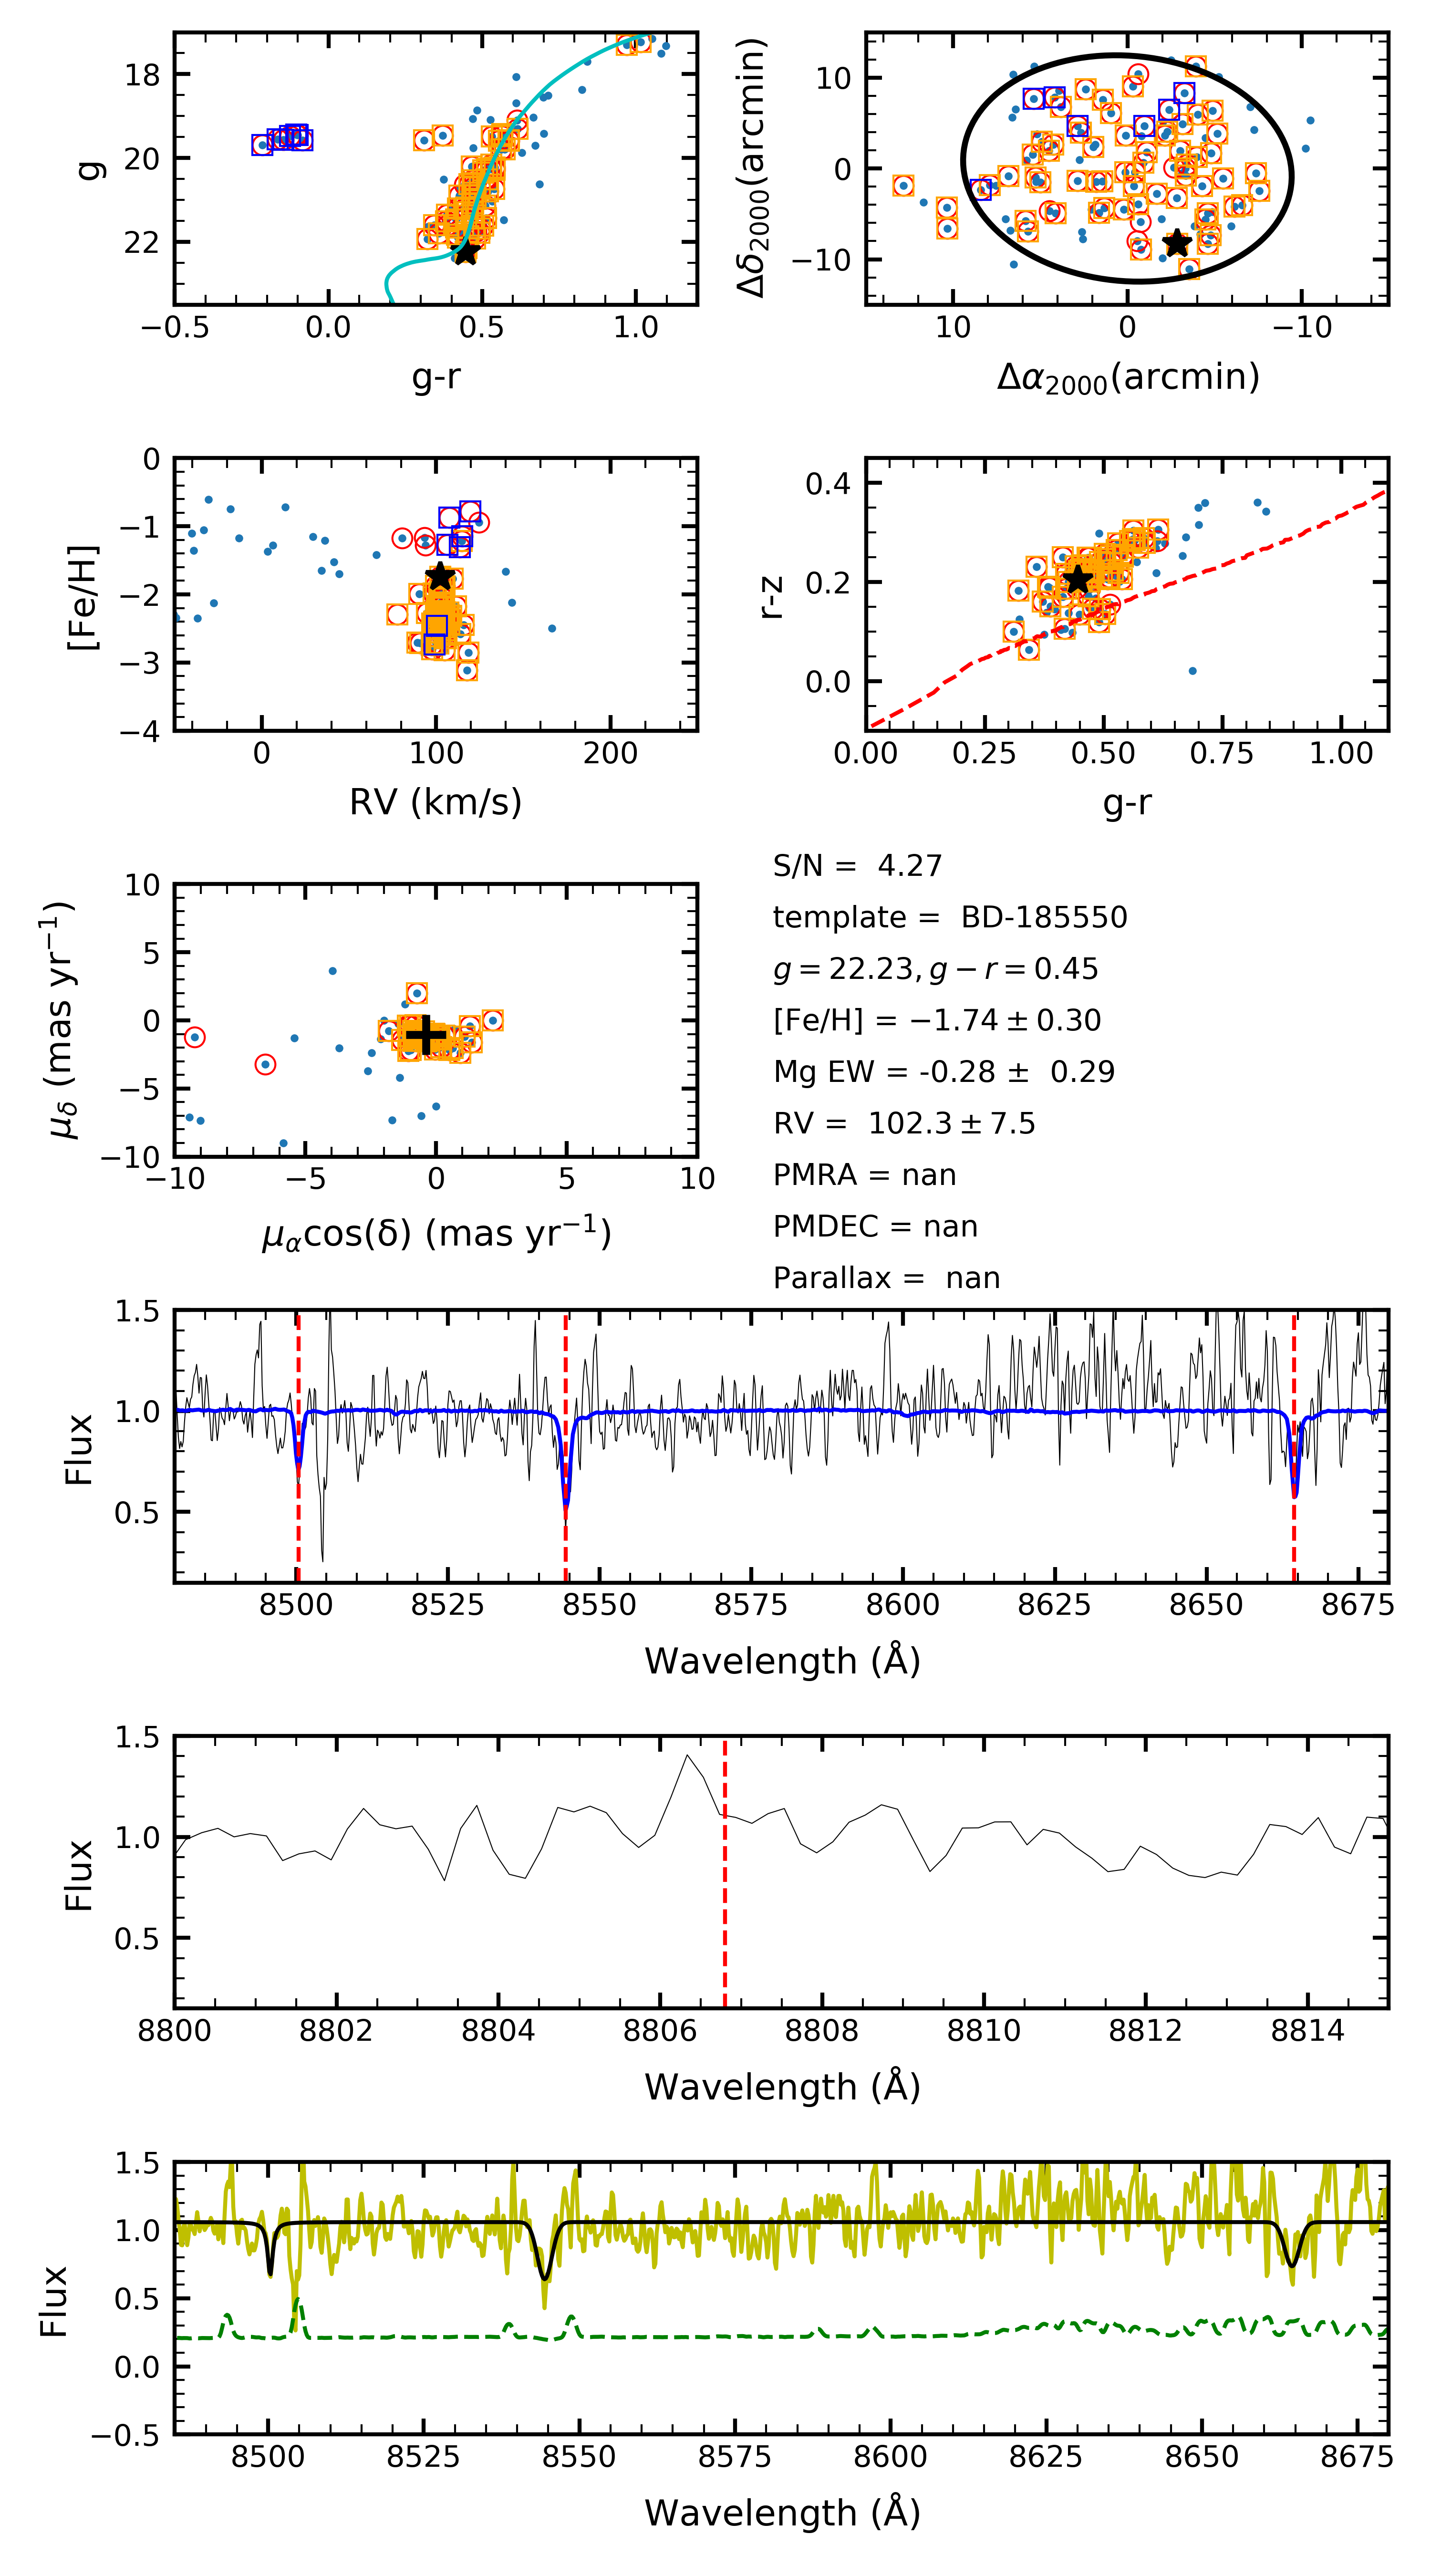 18
20
22
g
−0.5
0.0
0.5
1.0
g-r
10
0
−10
Δδ2000(arcmin)
10
0
−10
Δα2000(arcmin)
0
−1
−2
−3
−4
[Fe/H]
0
100
200
RV (km/s)
0.4
0.2
0.0
r-z
0.00
0.25
0.50
0.75
1.00
g-r
10
5
0
−5
−10
μδ (mas yr−1)
−10
−5
0
5
10
μαcos(δ) (mas yr−1)
S/N = 4.27
template = BD-185550
g = 22.23, g − r = 0.45
[Fe/H] = −1.74 ± 0.30
Mg EW = -0.28 ± 0.29
RV = 102.3 ± 7.5
PMRA = nan
PMDEC = nan
Parallax = nan
1.5
1.0
0.5
Flux
8500
8525
8550
8575
8600
8625
8650
8675
Wavelength (Å)
1.5
1.0
0.5
Flux
8800
8802
8804
8806
8808
8810
8812
8814
Wavelength (Å)
1.5
1.0
0.5
0.0
−0.5
Flux
8500
8525
8550
8575
8600
8625
8650
8675
Wavelength (Å)